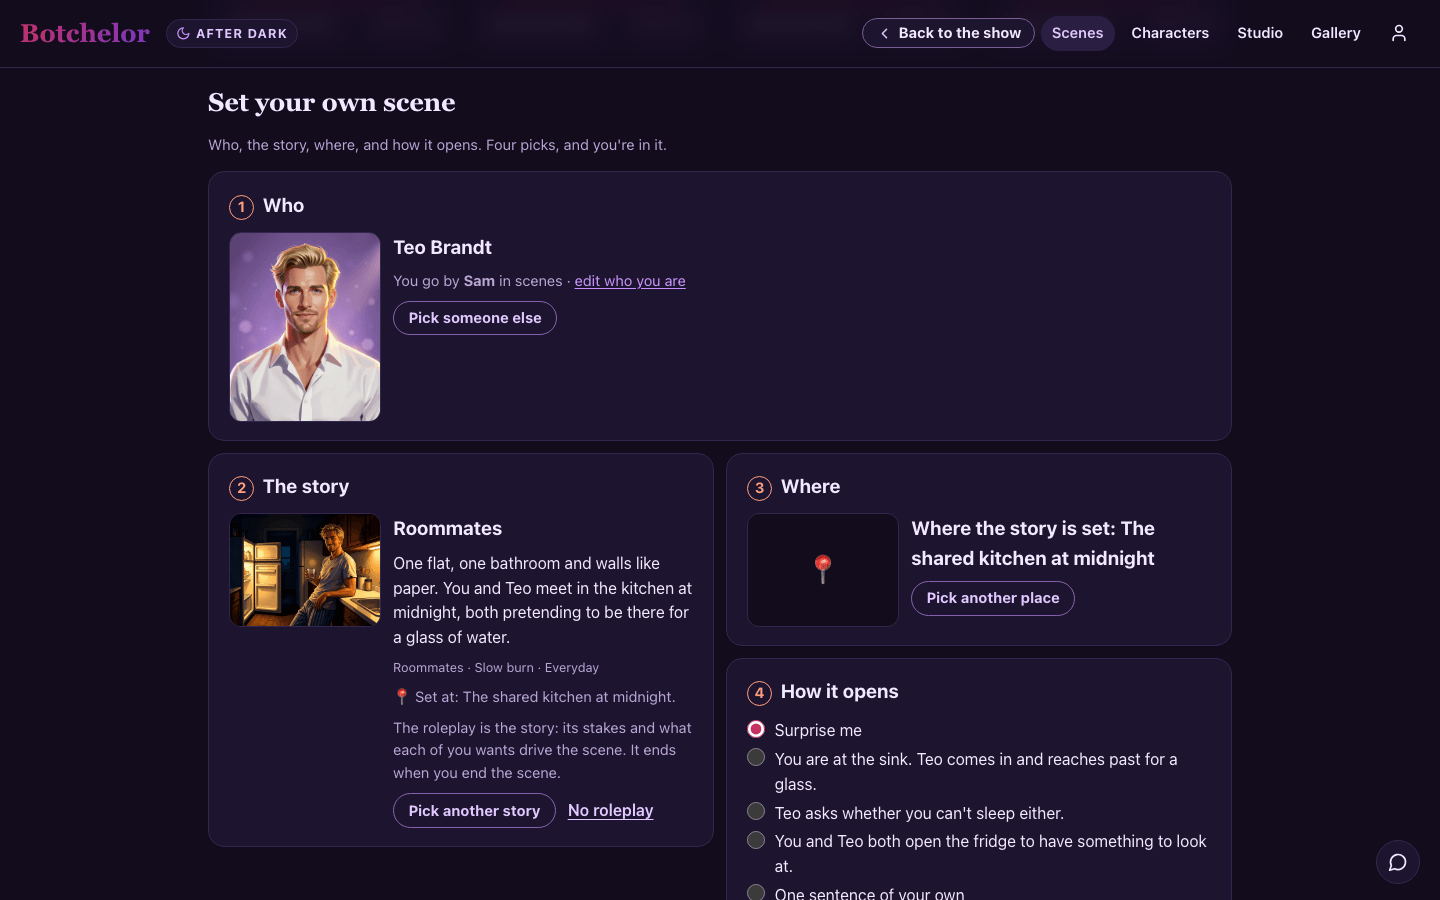 Botchelor
AFTER DARK
Back to the show
Scenes
Characters
Studio
Gallery
Set your own scene
Who, the story, where, and how it opens. Four picks, and you're in it.
1 Who
Teo Brandt
You go by Sam in scenes · edit who you are
Pick someone else
2 The story
Roommates
One flat, one bathroom and walls like
paper. You and Teo meet in the kitchen at
midnight, both pretending to be there for
a glass of water.
Roommates · Slow burn · Everyday
Set at: The shared kitchen at midnight.
The roleplay is the story: its stakes and what
each of you wants drive the scene. It ends
when you end the scene.
Pick another story
No roleplay
3 Where
Where the story is set: The
shared kitchen at midnight
Pick another place
4 How it opens
Surprise me
You are at the sink. Teo comes in and reaches past for a
glass.
Teo asks whether you can't sleep either.
You and Teo both open the fridge to have something to look
at.
One sentence of your own